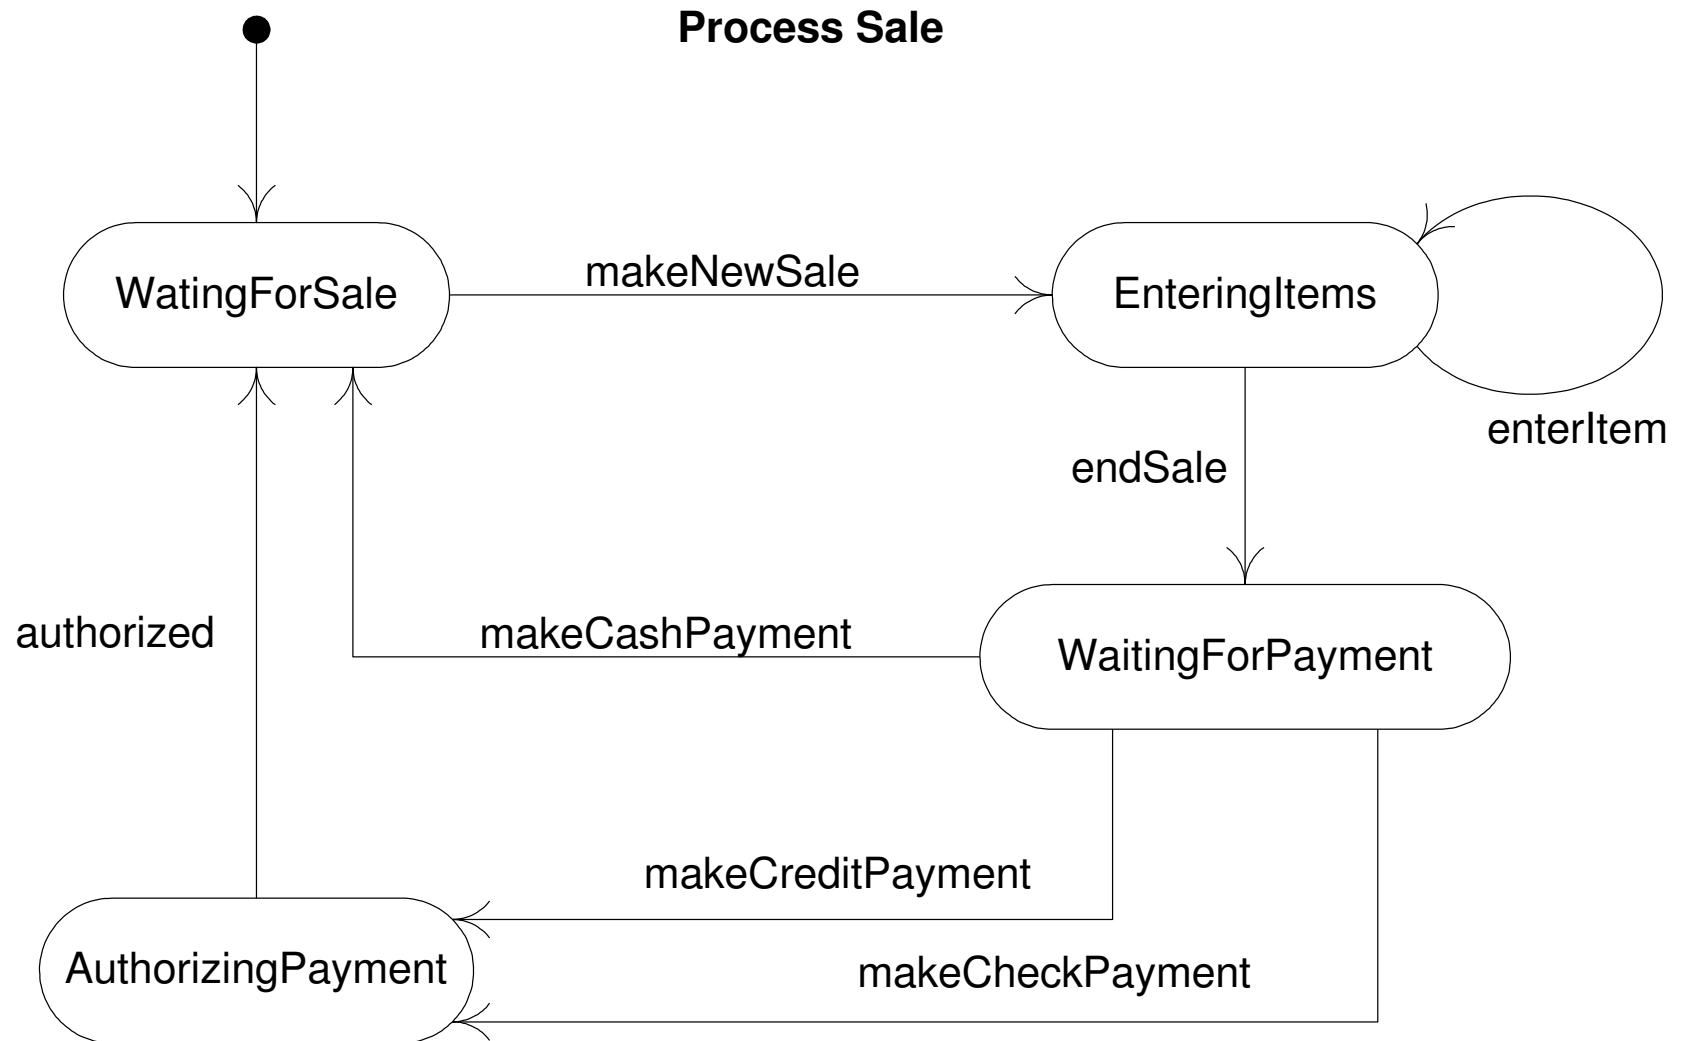 Process Sale
WatingForSale
makeNewSale
EnteringItems
enterItem
endSale
authorized
makeCashPayment
WaitingForPayment
makeCreditPayment
AuthorizingPayment
makeCheckPayment